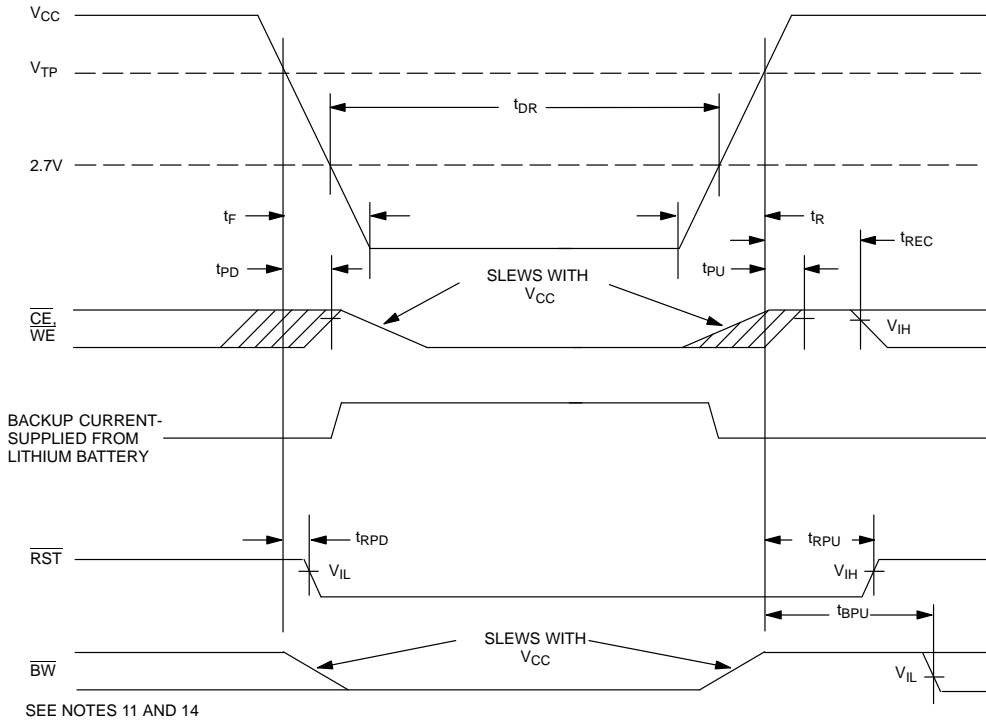 VCC
VTP
tDR
2.7V
tF
tR
tREC
tPD
SLEWS WITH
VCC
tPU
CE,
WE
VIH
BACKUP CURRENT-
SUPPLIED FROM
LITHIUM BATTERY
tRPD
tRPU
RST
VIL
VIH
tBPU
SLEWS WITH
VCC
BW
VIL
SEE NOTES 11 AND 14